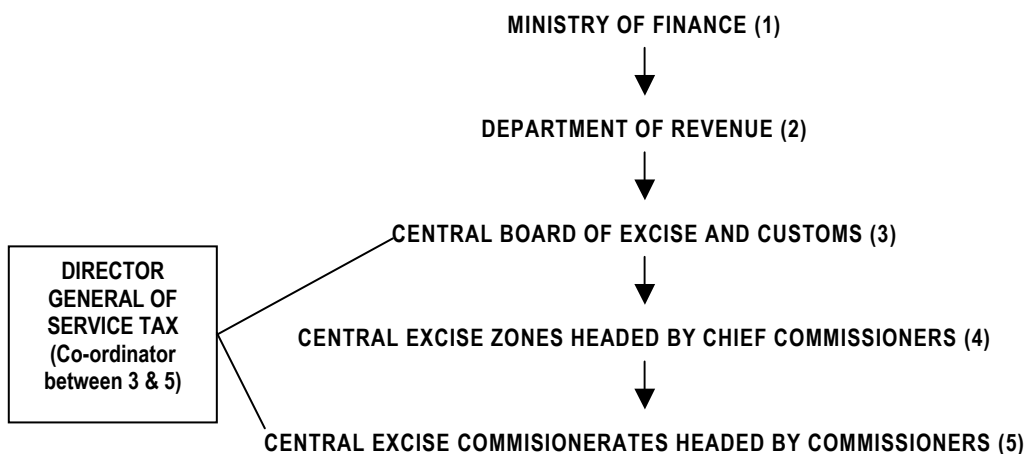 MINISTRY OF FINANCE (1)
DEPARTMENT OF REVENUE (2)
CENTRAL BOARD OF EXCISE AND CUSTOMS (3)
DIRECTOR
GENERAL OF
SERVICE TAX
(Co-ordinator
between 3 & 5)
CENTRAL EXCISE ZONES HEADED BY CHIEF COMMISSIONERS (4)
CENTRAL EXCISE COMMISIONERATES HEADED BY COMMISSIONERS (5)